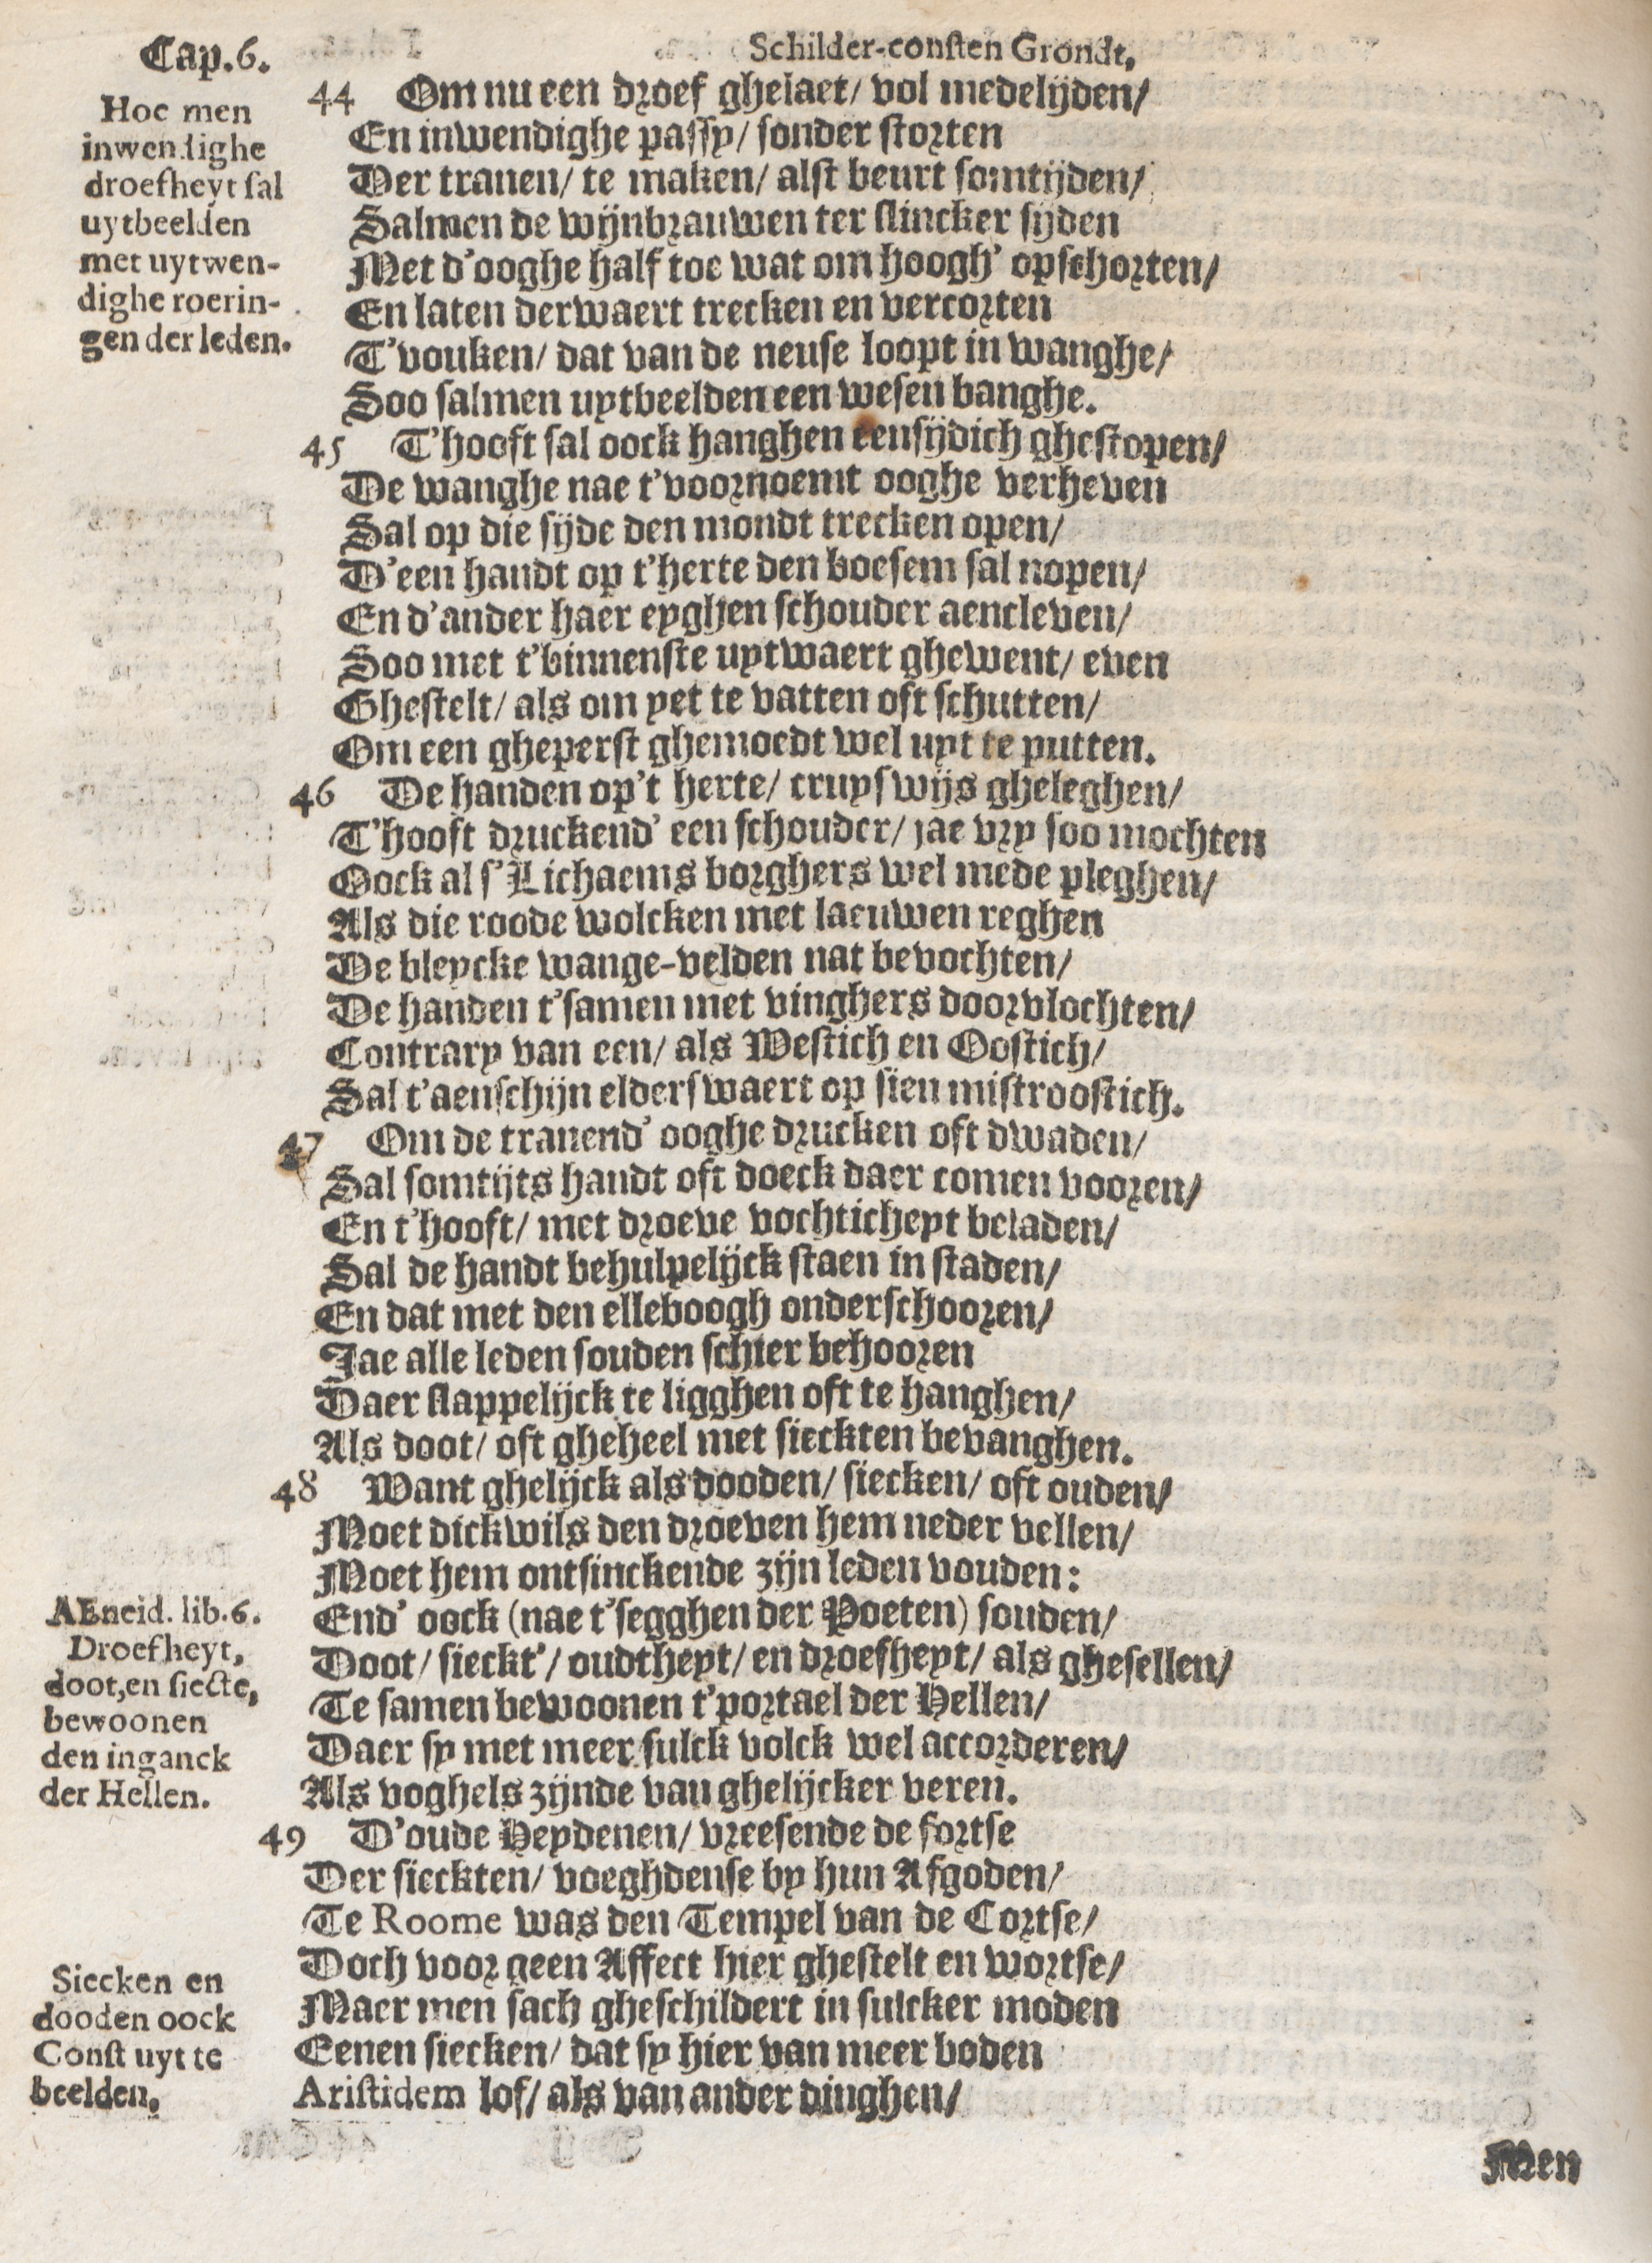 Cap.6.
Schilder-consten Grondt,
Hoe men
inwendighe
droefheyt sal
uytbeelden
met uytwen-
dighe roerin-
gen der leden.
44 Om nu een droef ghelaet/ vol medelijden/
En inwendighe passy/ sonder storten
Der tranen/ te maken/ alst beurt somtijden/
Salmen de wijnbrauwen ter slincker sijden
Met d'ooghe half toe wat om hoogh' opschorten/
En laten derwaert trecken en vercorten
T'vouken/ dat van de neuse loopt in wanghe/
Soo salmen uytbeelden een wesen banghe.
45 T'hooft sal oock hanghen eensijdich ghestopen/
De wanghe nae t'voornoemt ooghe verheven
Sal op die sijde den mondt trecken open/
D'een handt op t'herte den boesem sal nopen/
En d'ander haer eyghen schouder aencleven/
Soo met t'binnenste uytwaert ghewent/ even
Ghestelt/ als om yet te vatten oft schutten/
Om een gheperst ghemoedt wel uyt te putten.
46 De handen op't herte/ cruyswijs gheleghen/
T'hooft druckend' een schouder/ jae vry soo mochten
Oock al s'Lichaems borghers wel mede pleghen/
Als die roode wolcken met laeuwen reghen
De bleycke wange-velden nat bevochten/
De handen t'samen met vinghers doorvlochten/
Contrary van een/ als Westich en Oostich/
Sal t'aenschijn elderswaert op sien mistroostich.
47 Om de tranend' ooghe drucken oft dwaden/
Sal somtijts handt oft doeck daer comen vooren/
En t'hooft/ met droeve vochticheyt beladen/
Sal de handt behulpelijck staen in staden/
En dat met den elleboogh onderschooren/
Jae alle leden souden schier behooren
Daer slappelijck te ligghen oft te hanghen/
Als doot/ oft gheheel met sieckten bevanghen.
48 Want ghelijck als dooden/ siecken/ oft ouden/
Moet dickwils den droeven hem neder vellen/
Moet hem ontsinckende zijn leden vouden:
End' oock (nae t'segghen der Poeten) souden/
Doot/ sieckt'/ oudtheyt/ en droefheyt/ als ghesellen/
Te samen bewoonen t'portael der Hellen/
Daer sy met meer sulck volck wel accorderen/
Als voghels zijnde van ghelijcker veren.
AEneid. lib.6.
Droefheyt,
doot,en siecte,
bewoonen
den inganck
der Hellen.
49 D'oude Heydenen/ vreesende de fortse
Der sieckten/ voeghdense by hun Afgoden/
Te Roome was den Tempel van de Cortse/
Doch voor geen Affect hier ghestelt en wortse/
Maer men sach gheschildert in sulcker moden
Eenen siecken/ dat sy hier van meer boden
Aristidem lof/ als van ander dinghen/
Siecken en
dooden oock
Const uyt te
beelden.
Men